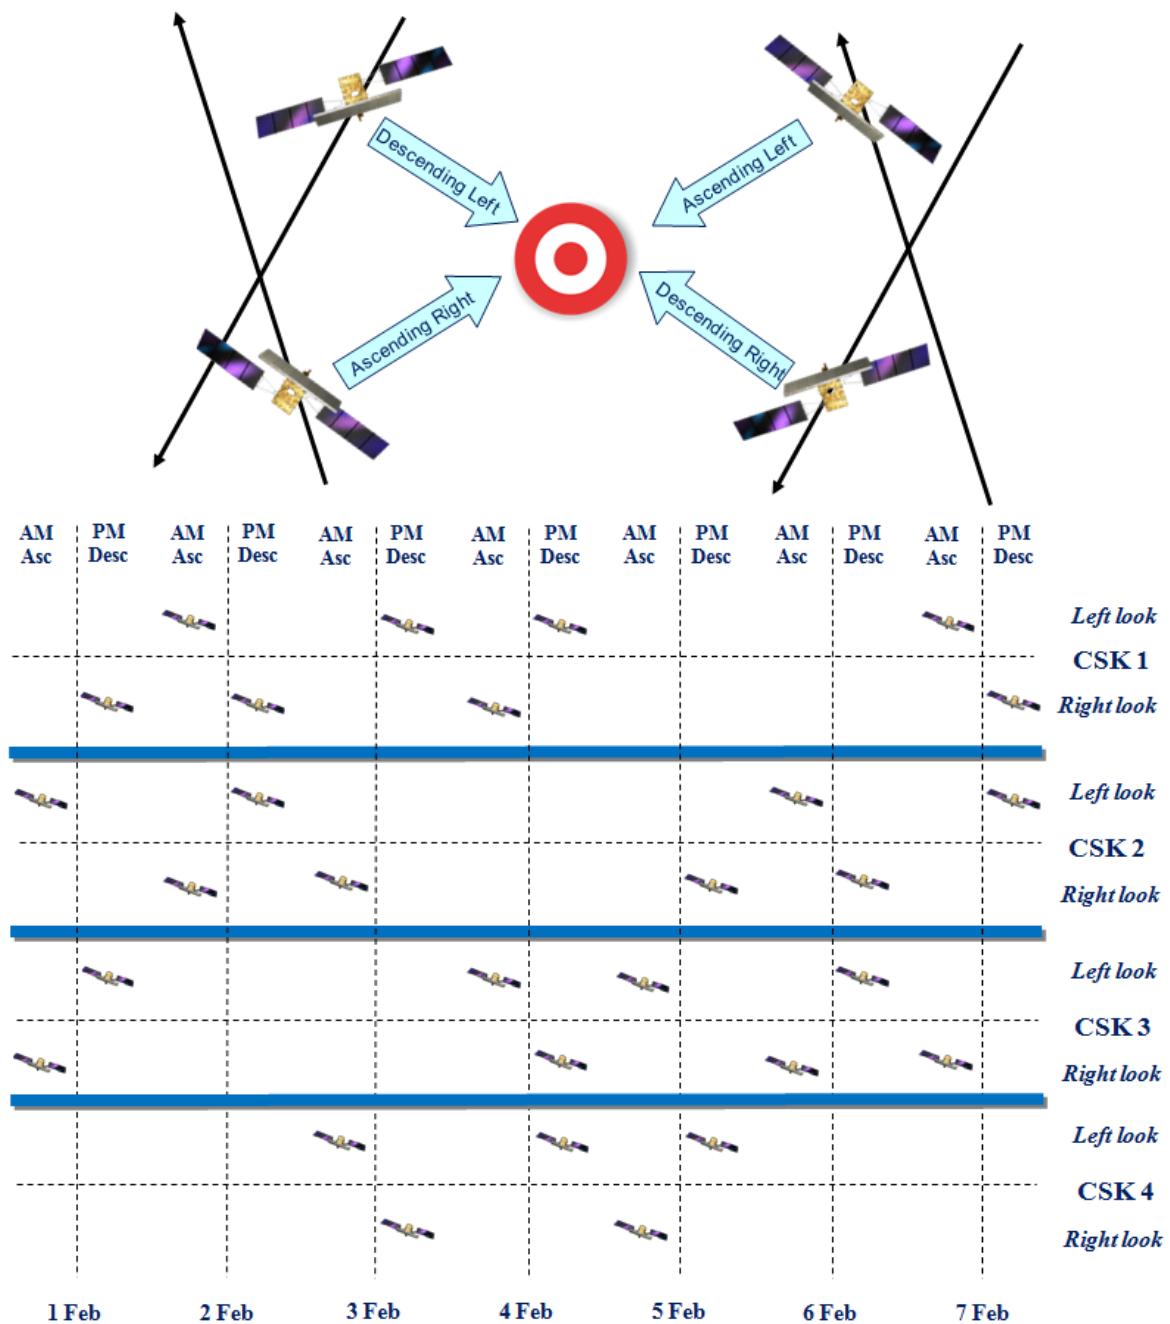 Descending Left
Ascending Left
Ascending Right
Descending Right
AM PM AM PM AM PM AM PM AM PM AM PM AM PM
Asc Desc Asc Desc Asc Desc Asc Desc Asc Desc Asc Desc Asc Desc
Left look
CSK 1
Right look
Left look
CSK 2
Right look
Left look
CSK 3
Right look
Left look
CSK 4
Right look
1 Feb 2 Feb 3 Feb 4 Feb 5 Feb 6 Feb 7 Feb